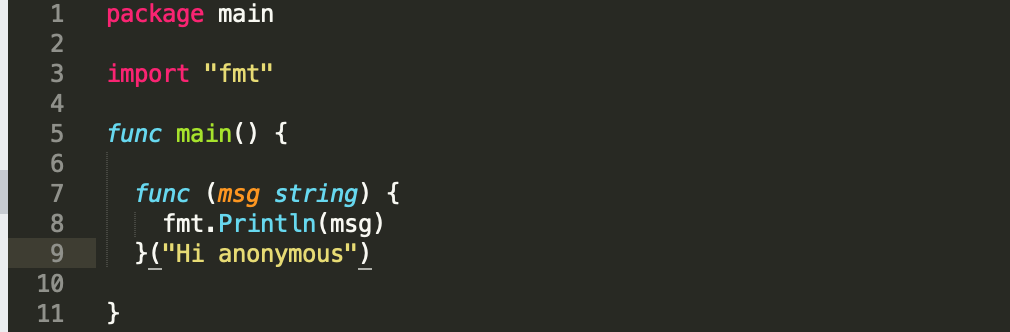 1 package main
2
3 import "fmt"
4
5 func main() {
6
7 func (msg string) {
8 fmt.Println(msg)
9 }("Hi anonymous")
10
11 }